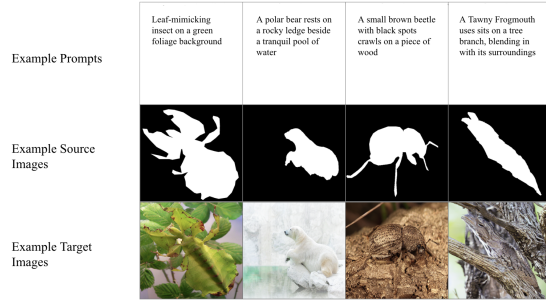 Example Prompts
Leaf-mimicking
insect on a green
foliage background
A polar bear rests on
a rocky ledge beside
a tranquil pool of
water
A small brown beetle
with black spots
crawls on a piece of
wood
A Tawny Frogmouth
uses sits on a tree
branch, blending in
with its surroundings
Example Source
Images
Example Target
Images